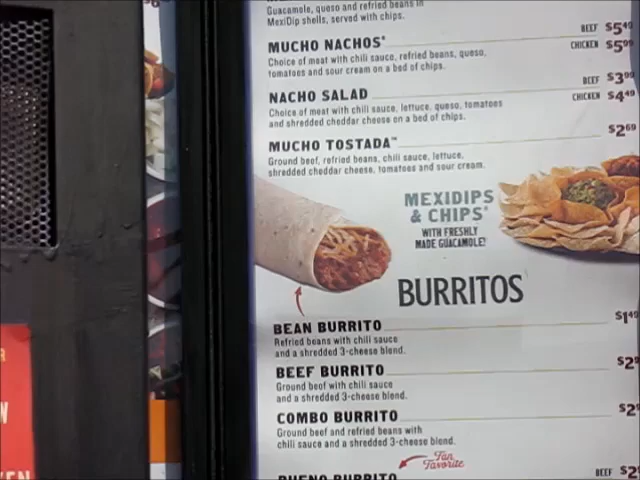 Guacamole, queso and refried beans in
MexiDip shells, served with chips.
MUCHO NACHOS®
BEEF $5
CHICKEN $5
Choice of meat with chili sauce, refried beans, queso,
tomatoes and sour cream on a bed of chips.
NACHO SALAD
BEEF $3
CHICKEN $4
Choice of meat with chili sauce, lettuce, queso, tomatoes
and shredded cheddar cheese on a bed of chips.
MUCHO TOSTADA™ $2
Ground beef, refried beans, chili sauce, lettuce,
shredded cheddar cheese, tomatoes and sour cream.
MEXIDIPS
& CHIPS®
WITH FRESHLY
MADE GUACAMOLE!
BURRITOS
BEAN BURRITO $1
Refried beans with chili sauce
and a shredded 3-cheese blend.
BEEF BURRITO $2
Ground beef with chili sauce
and a shredded 3-cheese blend.
COMBO BURRITO $2
Ground beef and refried beans with
chili sauce and a shredded 3-cheese blend.
Fan
Favorite
BUENO BURRITO BEEF $2